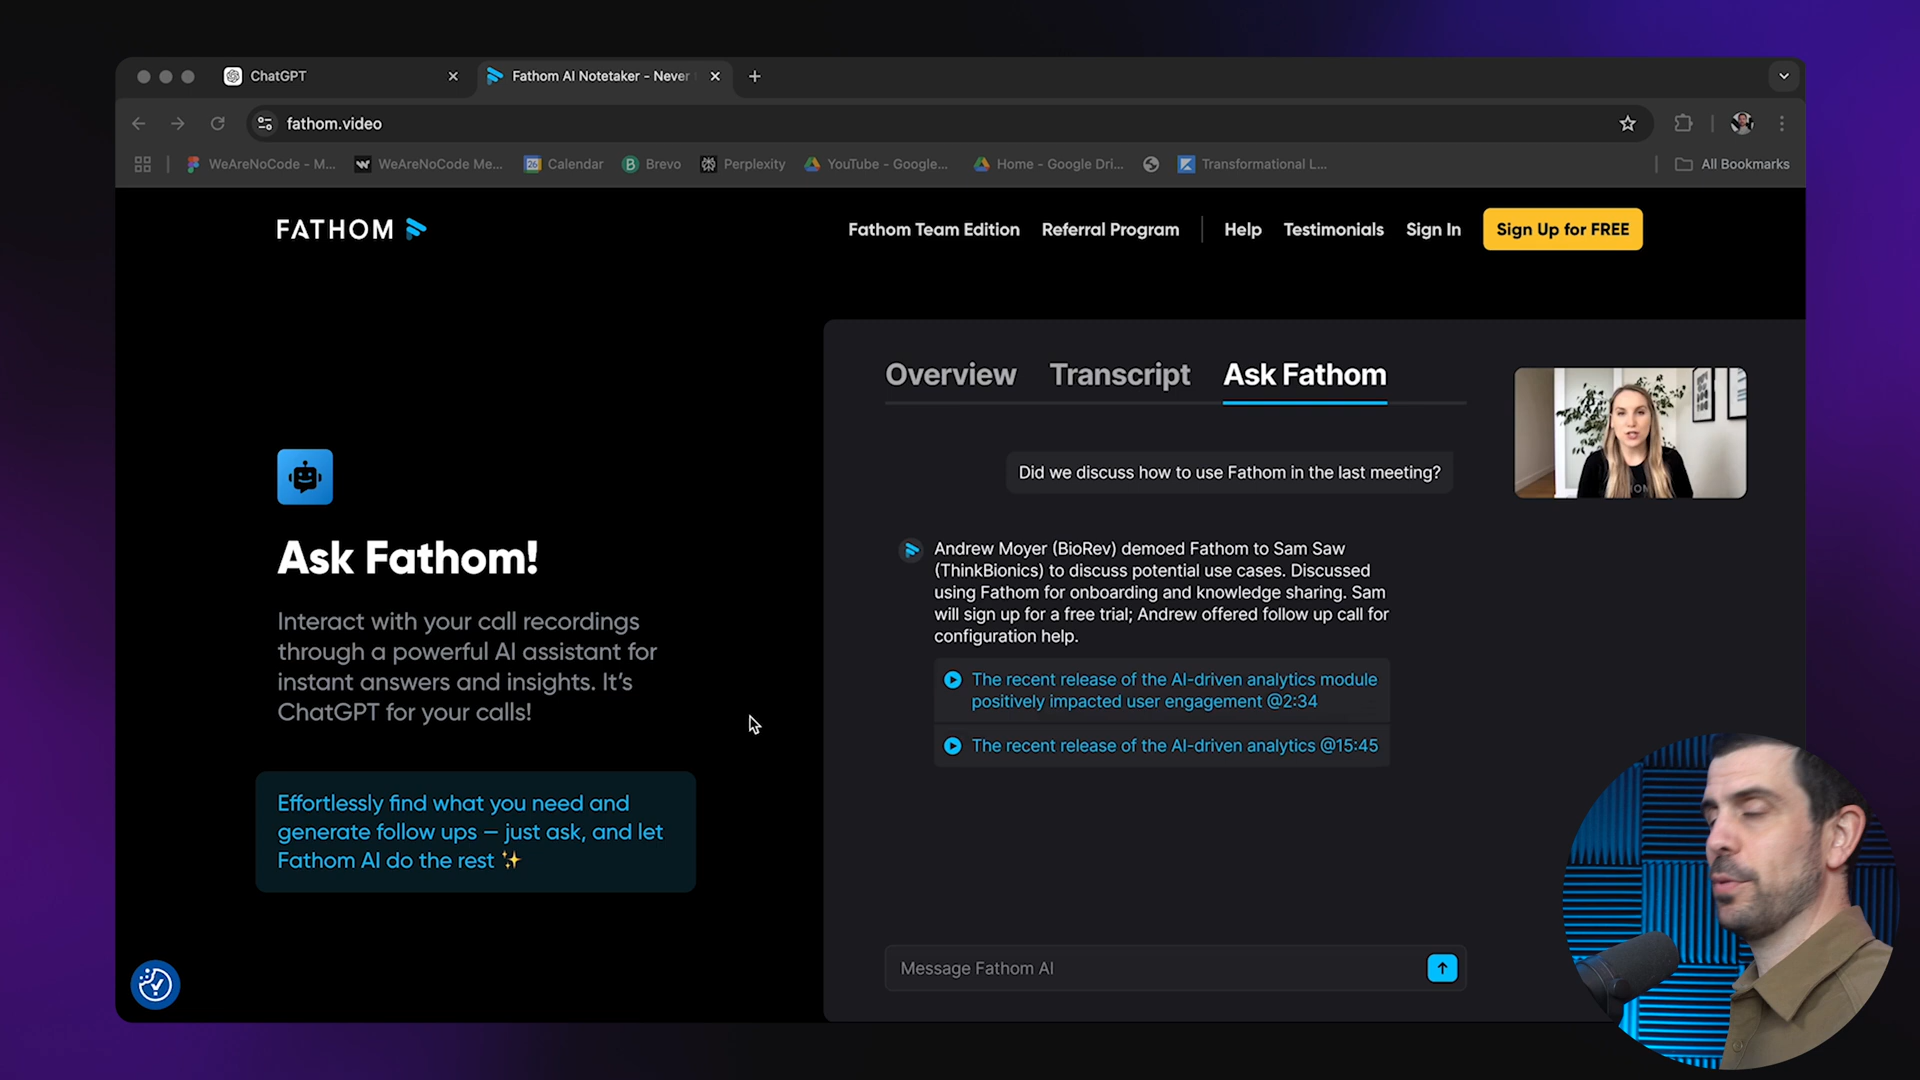 ChatGPT
Fathom AI Notetaker - Never
fathom.video
WeAreNoCode - M...
WeAreNoCode Me...
Calendar
Brevo
Perplexity
YouTube - Google...
Home - Google Dri...
Transformational L...
All Bookmarks
FATHOM
Fathom Team Edition
Referral Program
Help
Testimonials
Sign In
Sign Up for FREE
Ask Fathom!
Interact with your call recordings
through a powerful AI assistant for
instant answers and insights. It's
ChatGPT for your calls!
Effortlessly find what you need and
generate follow ups — just ask, and let
Fathom AI do the rest ✨
Overview
Transcript
Ask Fathom
Did we discuss how to use Fathom in the last meeting?
Andrew Moyer (BioRev) demoed Fathom to Sam Saw
(ThinkBionics) to discuss potential use cases. Discussed
using Fathom for onboarding and knowledge sharing. Sam
will sign up for a free trial; Andrew offered follow up call for
configuration help.
The recent release of the AI-driven analytics module
positively impacted user engagement @2:34
The recent release of the AI-driven analytics @15:45
Message Fathom AI